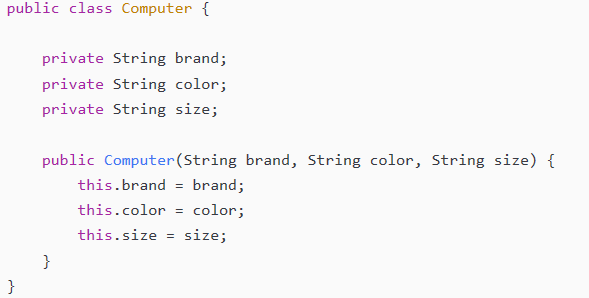 public class Computer {
private String brand;
private String color;
private String size;
public Computer(String brand, String color, String size) {
this.brand = brand;
this.color = color;
this.size = size;
}
}